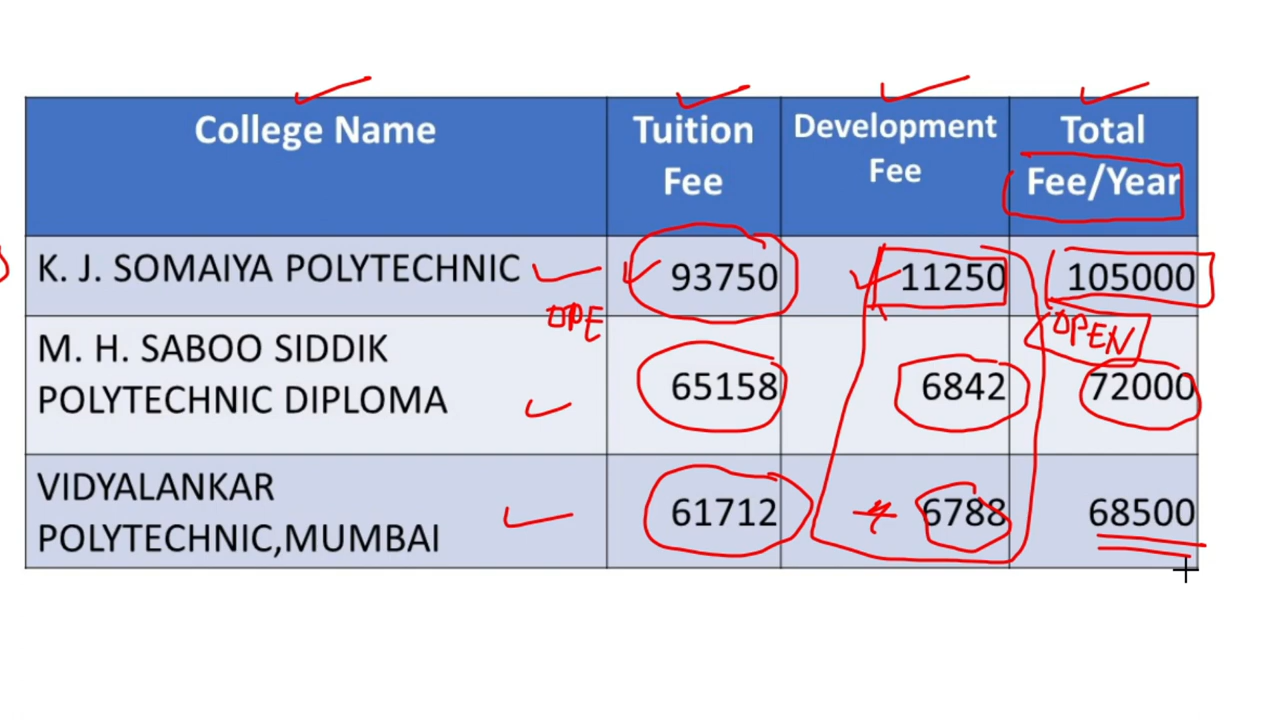 College Name Tuition Fee Development Fee Total Fee/Year
K. J. SOMAIYA POLYTECHNIC 93750 11250 105000
OPE OPEN
M. H. SABOO SIDDIK
POLYTECHNIC DIPLOMA 65158 6842 72000
VIDYALANKAR
POLYTECHNIC,MUMBAI 61712 6788 68500